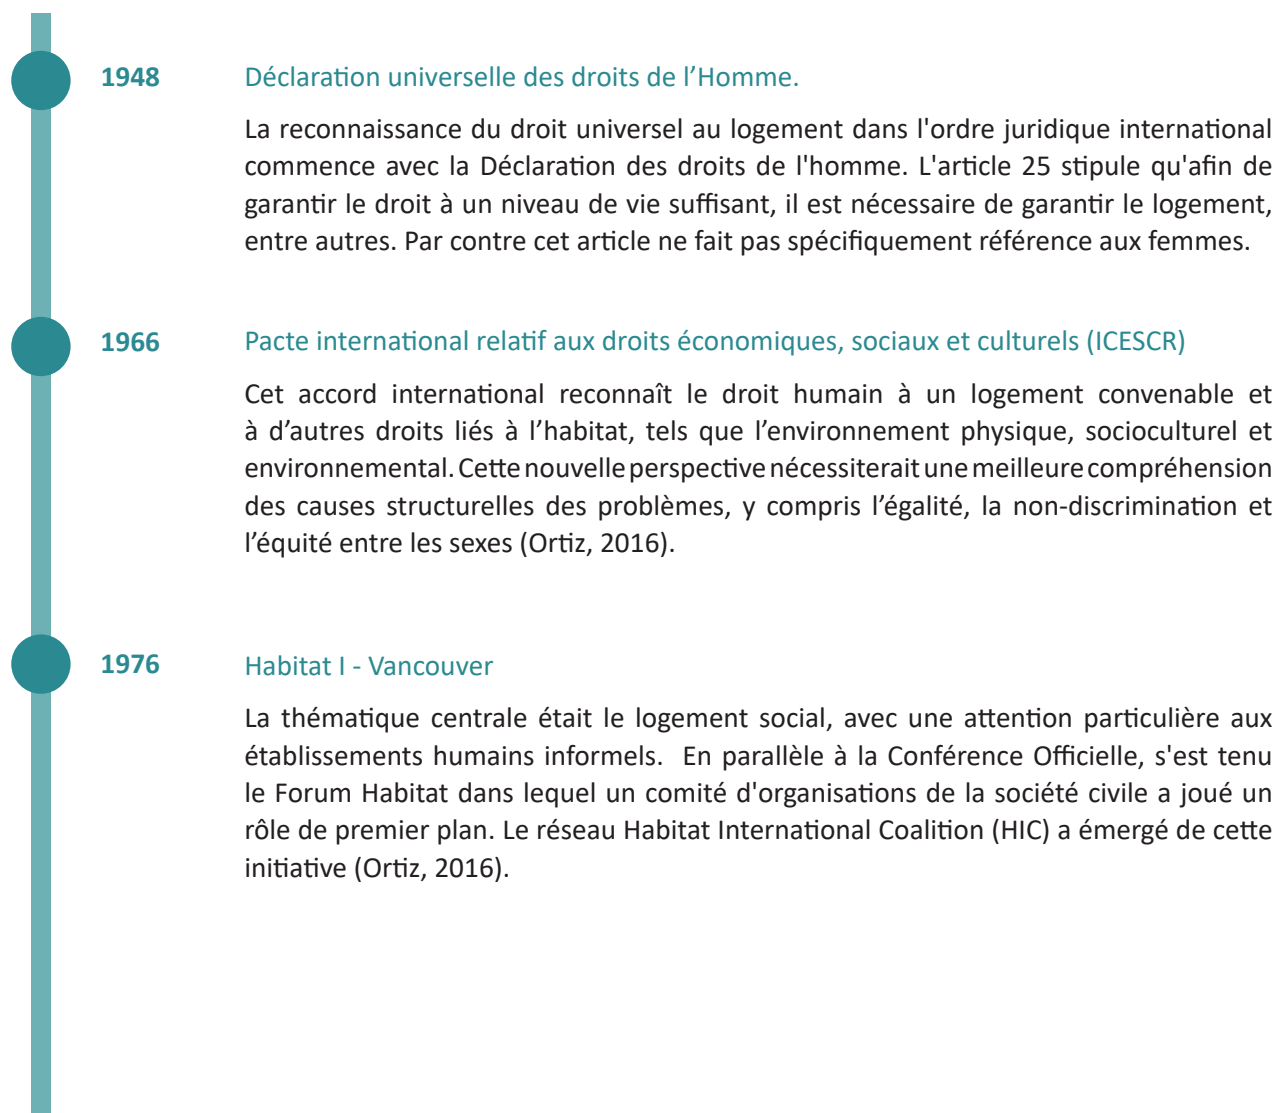 1948 Déclaration universelle des droits de l’Homme.
La reconnaissance du droit universel au logement dans l'ordre juridique international
commence avec la Déclaration des droits de l'homme. L'article 25 stipule qu'afin de
garantir le droit à un niveau de vie suffisant, il est nécessaire de garantir le logement,
entre autres. Par contre cet article ne fait pas spécifiquement référence aux femmes.
1966 Pacte international relatif aux droits économiques, sociaux et culturels (ICESCR)
Cet accord international reconnaît le droit humain à un logement convenable et
à d’autres droits liés à l’habitat, tels que l’environnement physique, socioculturel et
environnemental. Cette nouvelle perspective nécessiterait une meilleure compréhension
des causes structurelles des problèmes, y compris l’égalité, la non-discrimination et
l’équité entre les sexes (Ortiz, 2016).
1976 Habitat I - Vancouver
La thématique centrale était le logement social, avec une attention particulière aux
établissements humains informels. En parallèle à la Conférence Officielle, s'est tenu
le Forum Habitat dans lequel un comité d'organisations de la société civile a joué un
rôle de premier plan. Le réseau Habitat International Coalition (HIC) a émergé de cette
initiative (Ortiz, 2016).